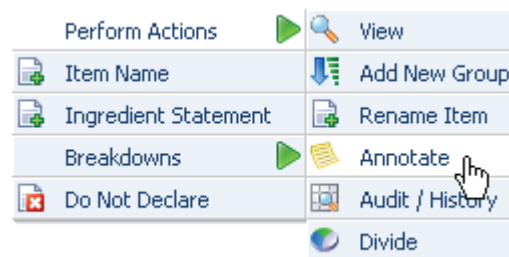 Perform Actions
Item Name
Ingredient Statement
Breakdowns
Do Not Declare
View
Add New Group
Rename Item
Annotate
Audit / History
Divide